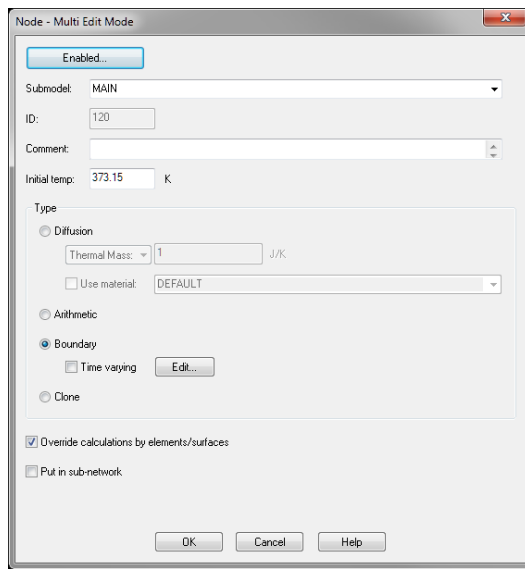 Node - Multi Edit Mode
Enabled...
Submodel: MAIN
ID: 120
Comment:
Initial temp: 373.15 K
Type
Diffusion
Thermal Mass: 1 J/K
Use material: DEFAULT
Arithmetic
Boundary
Time varying Edit...
Clone
Override calculations by elements/surfaces
Put in sub-network
OK Cancel Help